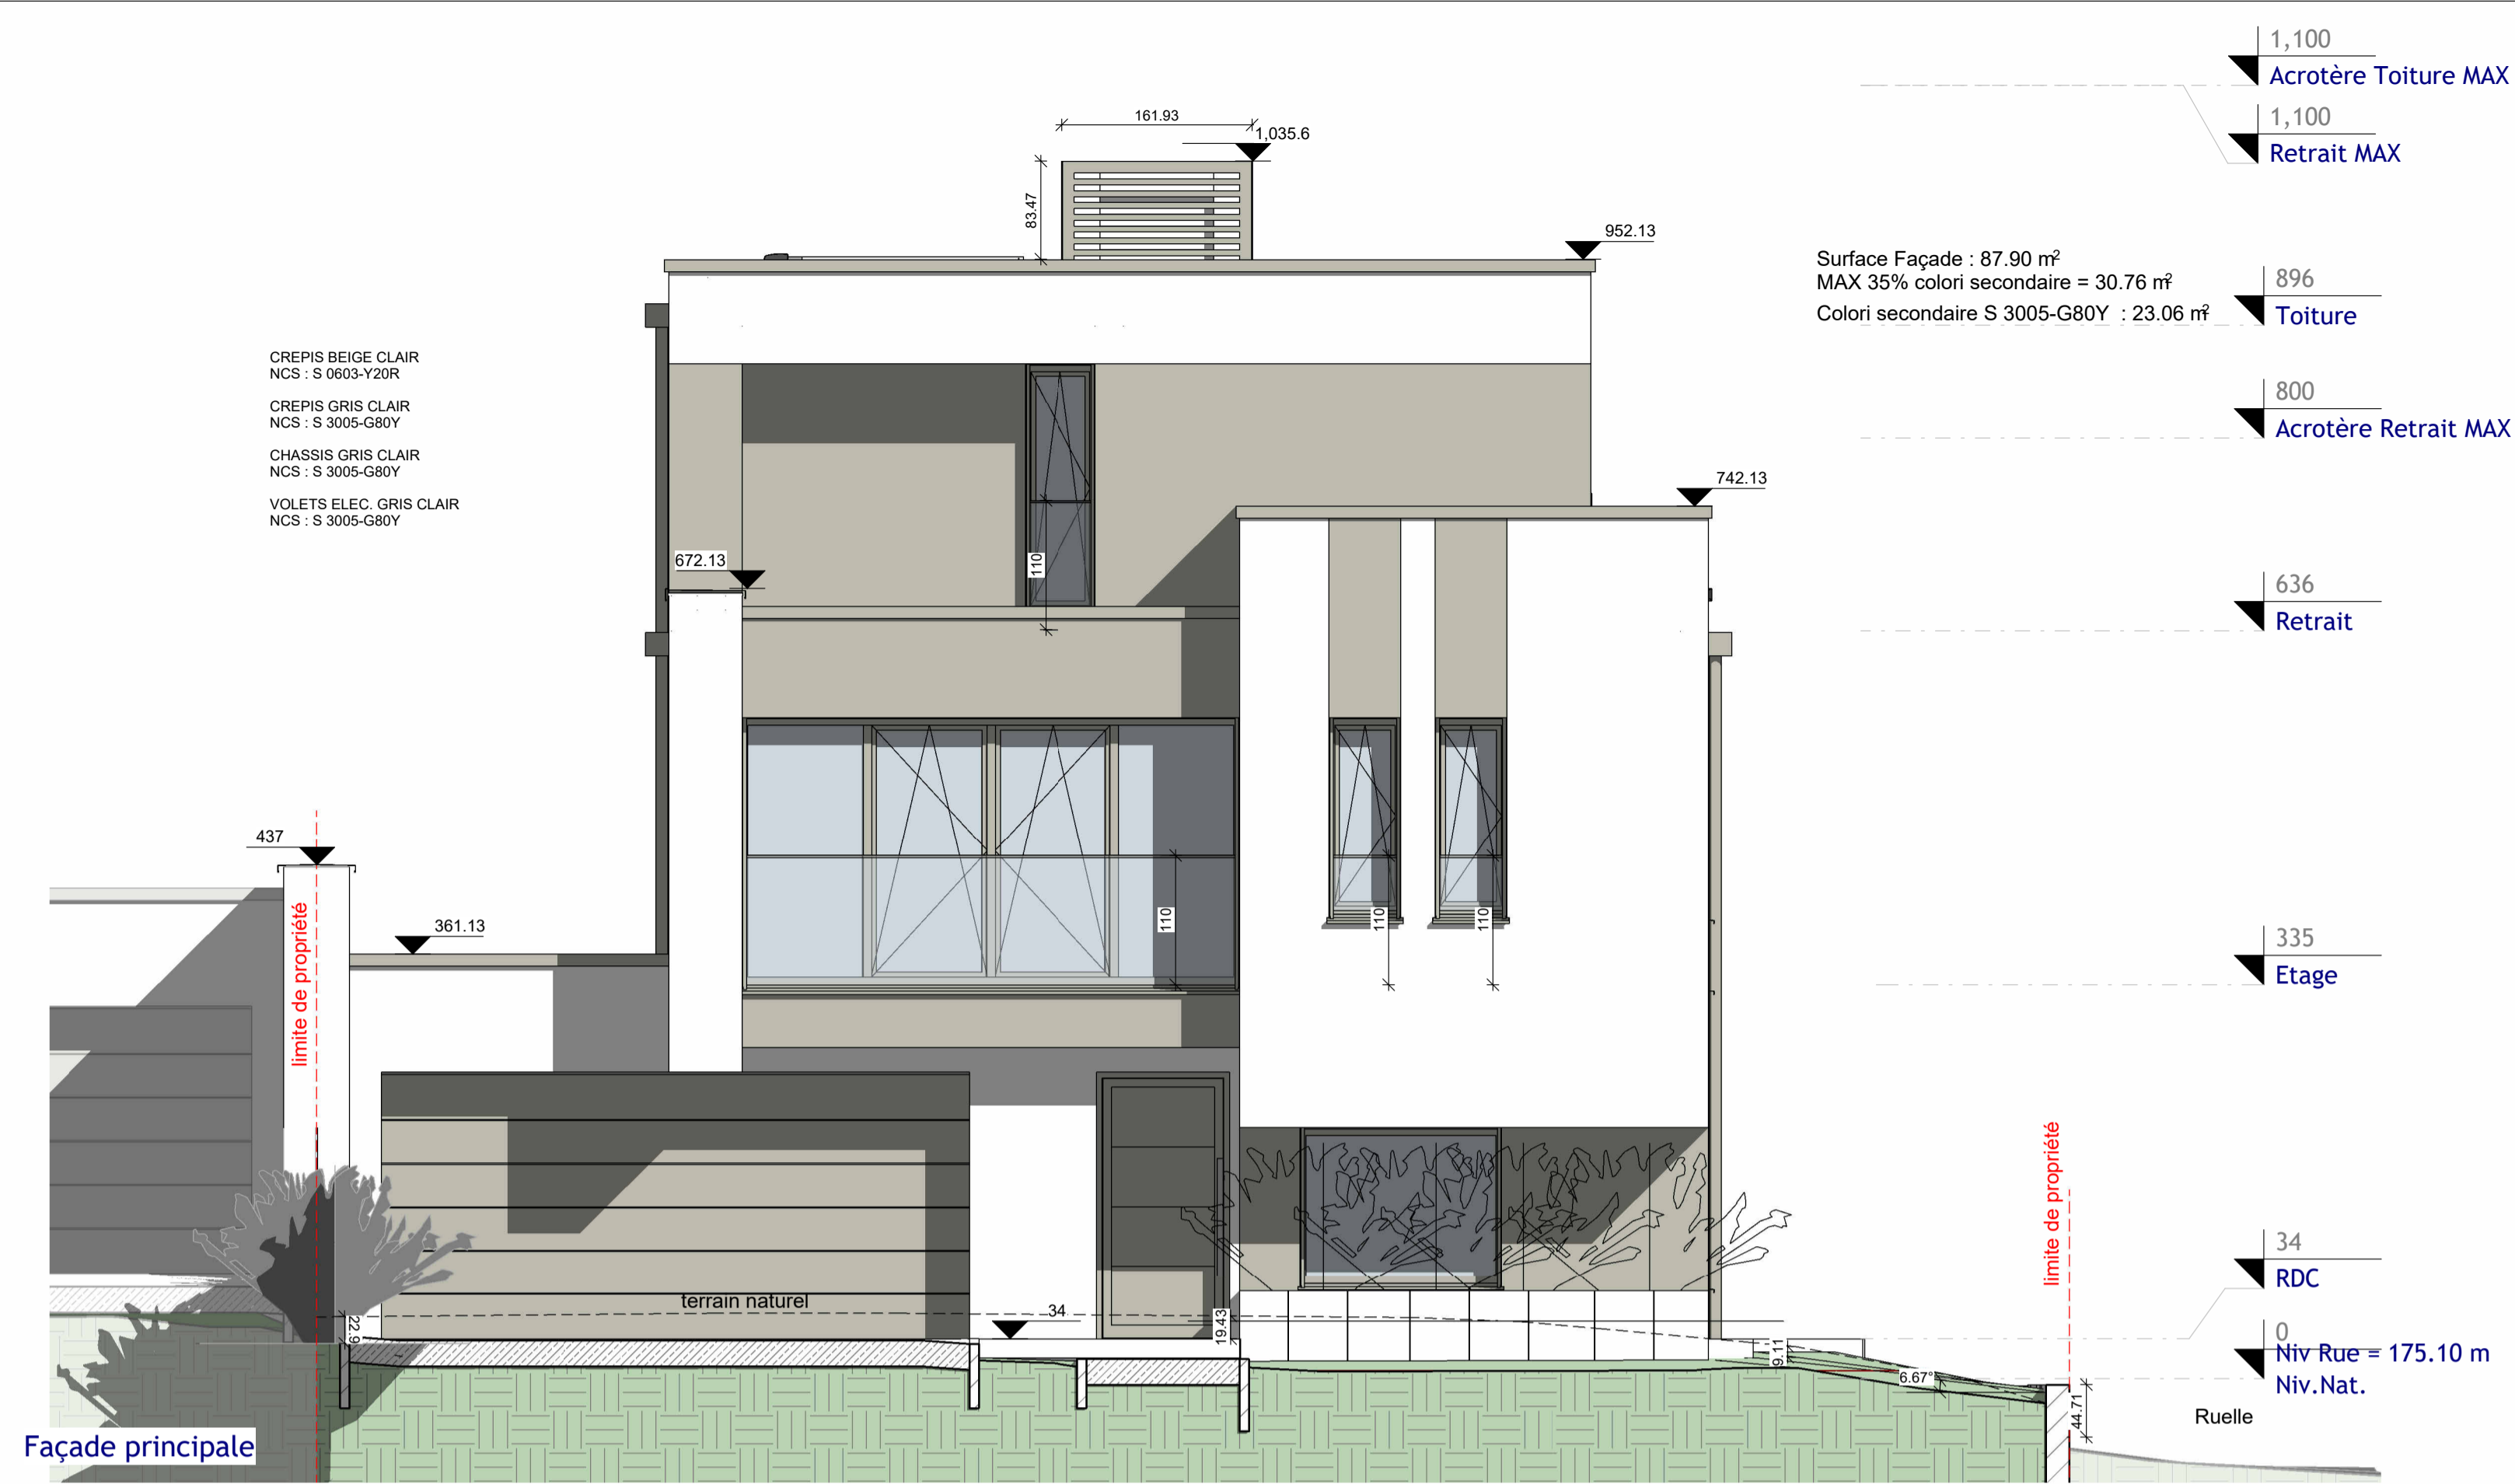 1,100
Acrotère Toiture MAX
1,100
Retrait MAX
161.93
1,035.6
83.47
952.13
Surface Façade : 87.90 m²
MAX 35% colori secondaire = 30.76 m²
Colori secondaire S 3005-G80Y : 23.06 m²
896
Toiture
CREPIS BEIGE CLAIR
NCS : S 0603-Y20R
CREPIS GRIS CLAIR
NCS : S 3005-G80Y
CHASSIS GRIS CLAIR
NCS : S 3005-G80Y
VOLETS ELEC. GRIS CLAIR
NCS : S 3005-G80Y
800
Acrotère Retrait MAX
742.13
672.13
110
636
Retrait
437
limite de propriété
361.13
110
110
110
335
Etage
limite de propriété
34
RDC
terrain naturel
34
22.9
19.43
9.11
0
Niv Rue = 175.10 m
Niv.Nat.
6.67°
44.71
Ruelle
Façade principale